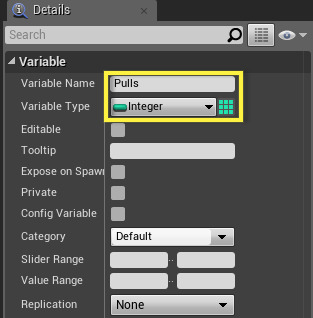 Details
Search
Variable
Variable Name Pulls
Variable Type Integer
Editable
Tooltip
Expose on Spawn
Private
Config Variable
Category Default
Slider Range ..
Value Range ..
Replication None